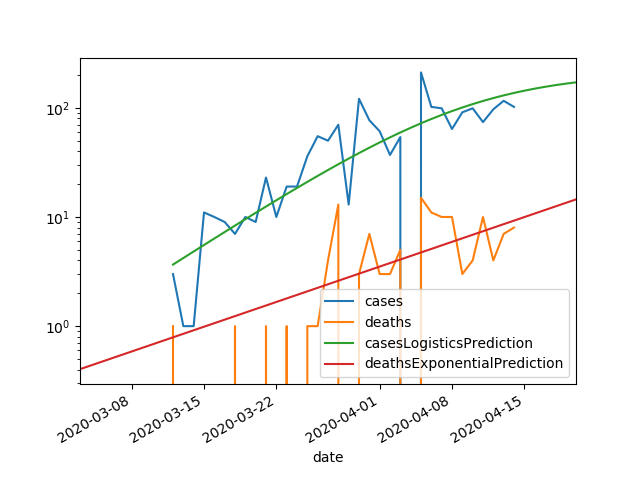 10²
10¹
10⁰
cases
deaths
casesLogisticsPrediction
deathsExponentialPrediction
2020-03-08
2020-03-15
2020-03-22
2020-04-01
2020-04-08
2020-04-15
date